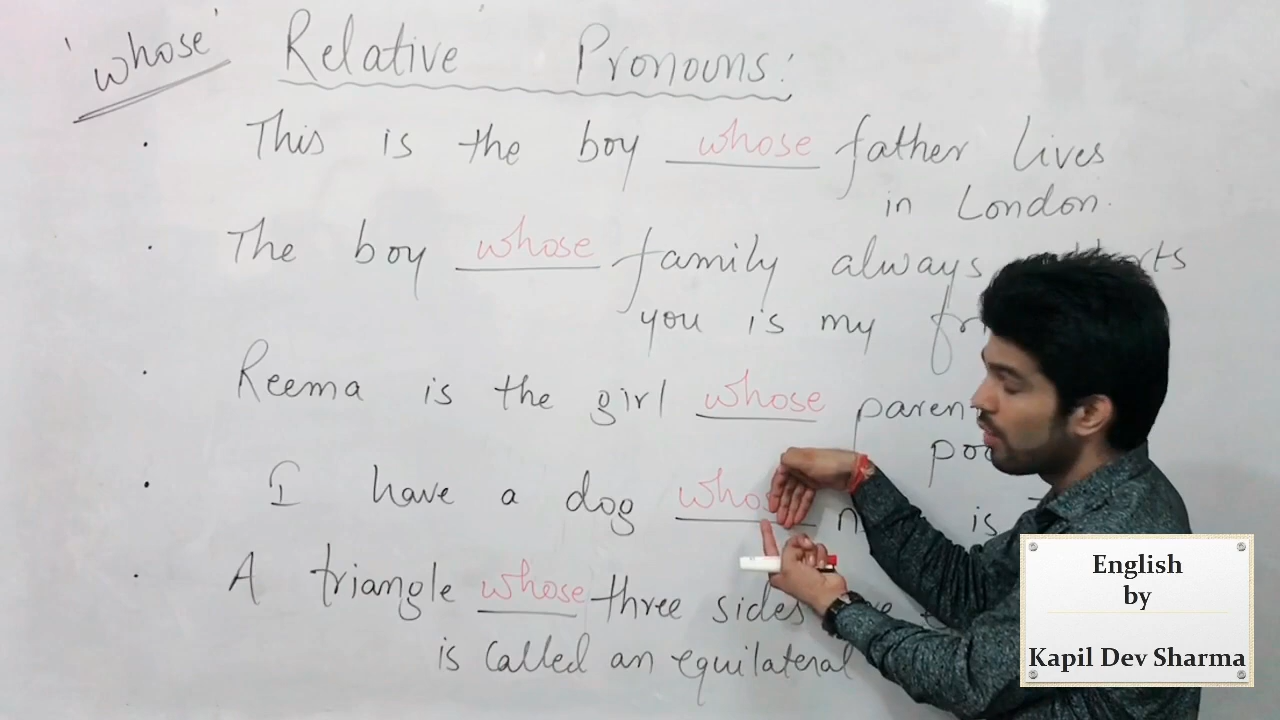 'whose' Relative Pronouns:
. This is the boy whose father lives
in London.
. The boy whose family always
you is my
. Reema is the girl whose
. I have a dog is
. A triangle whose three sides
is called an equilateral
English
by
Kapil Dev Sharma